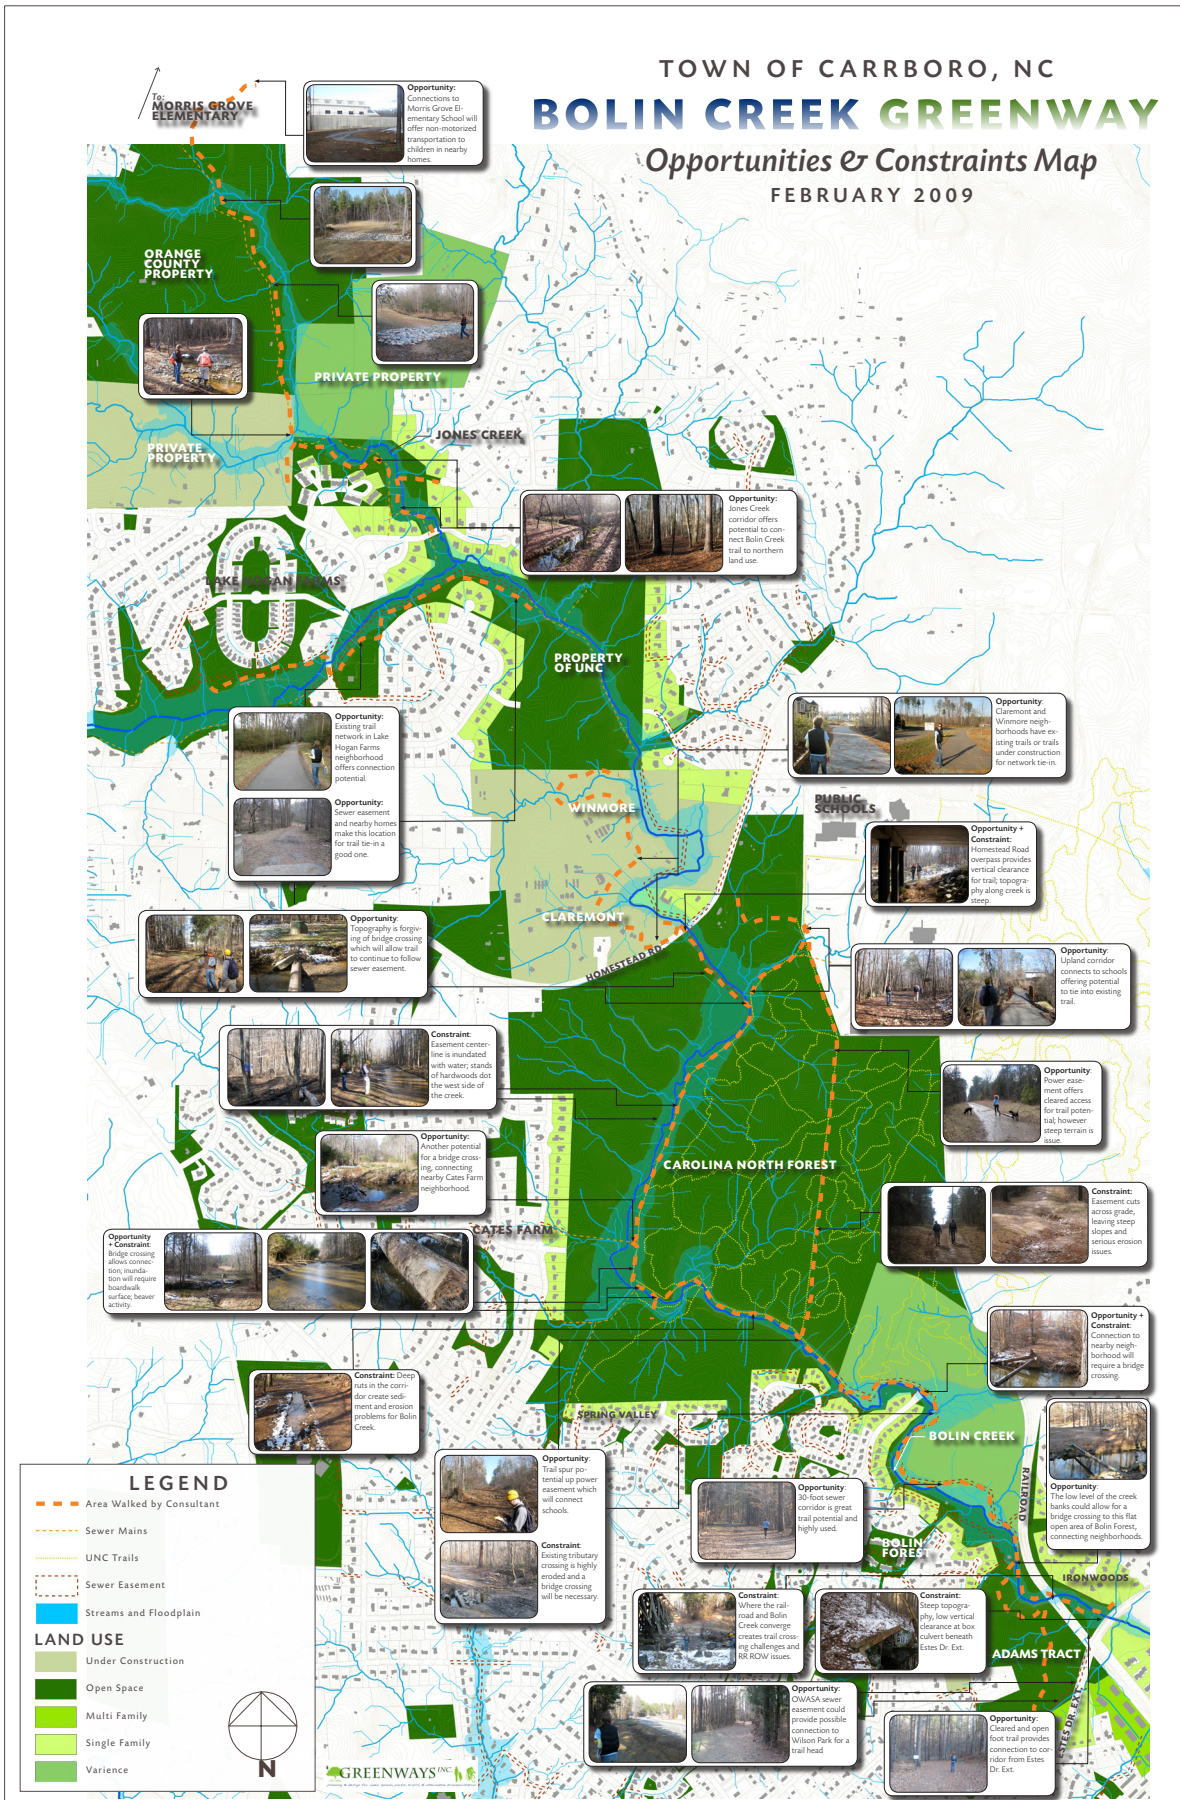 TOWN OF CARRBORO, NC
BOLIN CREEK GREENWAY
Opportunities & Constraints Map
FEBRUARY 2009
To:
MORRIS GROVE
ELEMENTARY
Opportunity:
Connections to
Morris Grove El-
ementary School will
offer non-motorized
transportation to
children in nearby
homes.
ORANGE
COUNTY
PROPERTY
PRIVATE PROPERTY
JONES CREEK
PRIVATE
PROPERTY
Opportunity:
Jones Creek
corridor offers
potential to con-
nect Bolin Creek
trail to northern
land use.
LAKE HOGAN FARMS
PROPERTY
OF UNC
Opportunity:
Existing trail
network in Lake
Hogan Farms
neighborhood
offers connection
potential.
Opportunity:
Sewer easement
and nearby homes
make this location
for trail tie-in a
good one.
Opportunity:
Claremont and
Winmore neigh-
borhoods have ex-
isting trails or trails
under construction
for network tie-in.
WINMORE
PUBLIC
SCHOOLS
Opportunity +
Constraint:
Homestead Road
overpass provides
vertical clearance
for trail; topogra-
phy along creek is
steep.
CLAREMONT
HOMESTEAD RD
Opportunity:
Topography is forgiv-
ing of bridge crossing
which will allow trail
to continue to follow
sewer easement.
Opportunity:
Upland corridor
connects to schools
offering potential
to tie into existing
trail.
Constraint:
Easement center-
line is inundated
with water; stands
of hardwoods dot
the west side of
the creek.
Opportunity:
Power ease-
ment offers
cleared access
for trail poten-
tial; however
steep terrain is
issue.
Opportunity:
Another potential
for a bridge cross-
ing, connecting
nearby Cates Farm
neighborhood.
CAROLINA NORTH FOREST
Constraint:
Easement cuts
across grade,
leaving steep
slopes and
serious erosion
issues.
CATES FARM
Opportunity
+ Constraint:
Bridge crossing
allows connec-
tion; inunda-
tion will require
boardwalk
surface; beaver
activity.
Opportunity +
Constraint:
Connection to
nearby neigh-
borhood will
require a bridge
crossing.
Constraint: Deep
ruts in the corri-
dor create sedi-
ment and erosion
problems for Bolin
Creek.
SPRING VALLEY
BOLIN CREEK
RAILROAD
Opportunity:
The low level of the creek
banks could allow for a
bridge crossing to this flat
open area of Bolin Forest,
connecting neighborhoods.
Opportunity:
Trail spur po-
tential up power
easement which
will connect
schools.
Constraint:
Existing tributary
crossing is highly
eroded and a
bridge crossing
will be necessary.
Opportunity:
30-foot sewer
corridor is great
trail potential and
highly used.
BOLIN
FOREST
IRONWOODS
Constraint:
Where the rail-
road and Bolin
Creek converge
creates trail cross-
ing challenges and
RR ROW issues.
Constraint:
Steep topogra-
phy, low vertical
clearance at box
culvert beneath
Estes Dr. Ext.
ADAMS TRACT
ESTES DR. EXT.
Opportunity:
OWASA sewer
easement could
provide possible
connection to
Wilson Park for a
trail head
Opportunity:
Cleared and open
foot trail provides
connection to cor-
ridor from Estes
Dr. Ext.
LEGEND
Area Walked by Consultant
Sewer Mains
UNC Trails
Sewer Easement
Streams and Floodplain
LAND USE
Under Construction
Open Space
Multi Family
Single Family
Varience
N
GREENWAYS INC